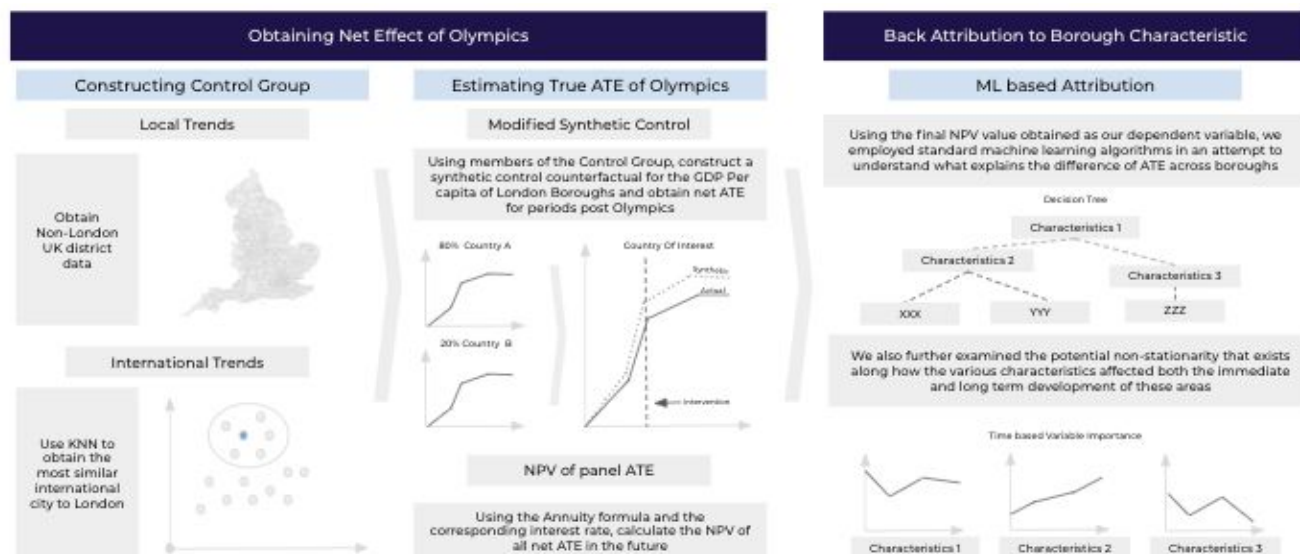 Obtaining Net Effect of Olympics
Constructing Control Group
Local Trends
Obtain
Non-London
UK district
data
International Trends
Use KNN to
obtain the
most similar
international
city to London
Estimating True ATE of Olympics
Modified Synthetic Control
Using members of the Control Group, construct a
synthetic control counterfactual for the GDP Per
capita of London Boroughs and obtain net ATE
for periods post Olympics
80% Country A
20% Country B
Country Of Interest
Synthetic
Actual
Intervention
NPV of panel ATE
Using the Annuity formula and the
corresponding interest rate, calculate the NPV of
all net ATE in the future
Back Attribution to Borough Characteristic
ML based Attribution
Using the final NPV value obtained as our dependent variable, we
employed standard machine learning algorithms in an attempt to
understand what explains the difference of ATE across boroughs
Decision Tree
Characteristics 1
Characteristics 2
Characteristics 3
XXX
YYY
ZZZ
We also further examined the potential non-stationarity that exists
along how the various characteristics affected both the immediate
and long term development of these areas
Time based Variable Importance
Characteristics 1
Characteristics 2
Characteristics 3